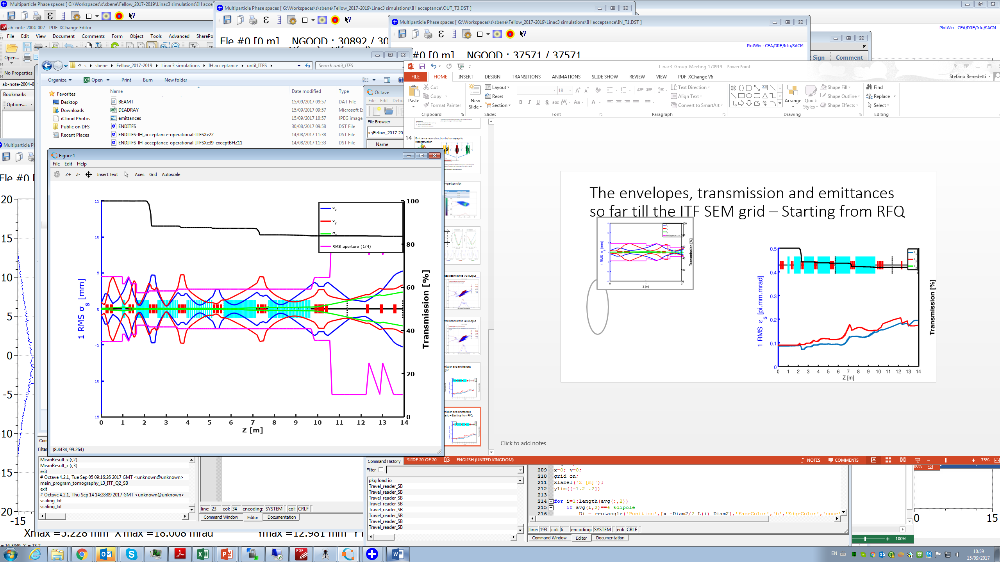 Multiparticle Phase spaces [ G:\Workspaces\s\sbene\Fellow_2017-2019\Linac3 simulations\IH acce
Multiparticle Phase spaces [ G:\Workspaces\s\sbene\Fellow_2017-2019\Linac3 simulations\IH acceptance\OUT_T3.DST ]
Multiparticle Phase spaces [ G:\Workspaces\s\sbene\Fellow_2017-2019\Linac3 simulations\IH acceptance\IN_T1.DST ]
PlotWin - CEA/DRF/Irfu/SACM
ab-note-2004-002 - PDF-XChange Editor
File Edit View Document Comments Form Object Tools Advanced SharePo
Ele #0 [0 m] NGOOD : 30892 / 30
PlotWin - CEA/DRF/Irfu/SACM
#0 [0 m] NGOOD : 37571 / 37571
Open...
Sign Comment
No Properties
s sbene Fellow_2017-2019 Linac3 simulations IH acceptance until_ITFS
Search until_ITFS
Organize Open Print Burn New folder
ab-note-2004-0
Bookmarks
Options...
Favorites
Desktop
Downloads
iCloud Photos
Public on DFS
Recent Places
Name Date modified Type
BEAMT 15/09/2017 09:57 DAT File
DEADRAY 15/09/2017 09:57 Microsoft E
emittances 15/09/2017 10:57 JPEG image
ENDITFS 30/08/2017 09:58 DST File
ENDITFS-IH_acceptance-operational-ITFSXe22 14/08/2017 11:38 DST File
ENDITFS-IH_acceptance-operational-ITFSXe39-exceptBHZ11 14/08/2017 11:33 DST File
Octave
File Edit Debu
File Browser
ne/Fellow_2017-20
Name
Linac3_Group-Meeting_170919 - PowerPoint
FILE HOME INSERT DESIGN TRANSITIONS ANIMATIONS SLIDE SHOW REVIEW VIEW PDF-XChange V6
Stefano Benedetti
Paste
Cut
Copy
Format Painter
Clipboard
New Slide
Layout
Reset
Section
Slides
18
Font
Text Direction
Align Text
Convert to SmartArt
Paragraph
Arrange
Quick Styles
Shape Fill
Shape Outline
Shape Effects
Drawing
Find
Replace
Select
Editing
14
Emittance reconstruction by tomographic
reconstruction
mparison with
tted beam at the IA3 output
tted beam at the IA3 output
mission and emittances
grid
mission and emittances
grid – Starting from RFQ
Multiparticle Pl
Ele #0 [
20
15
10
5
0
-5
-10
-15
-20
-15
Figure 1
File Edit Help
Z+ Z- Insert Text Axes Grid Autoscale
15
10
5
0
-5
-10
-15
1 RMS σs [mm]
100
80
60
40
20
0
Transmission [%]
σx
σy
RMS aperture (1/4)
0 1 2 3 4 5 6 7 8 9 10 11 12 13 14
Z [m]
(8.4434, 99.264)
The envelopes, transmission and emittances
so far till the ITF SEM grid – Starting from RFQ
1 RMS σs [mm]
RMS aperture (1/4)
100
80
60
40
20
0
Transmission [%]
0 1 2
Z [m]
0.5
0.4
0.3
0.2
0.1
0
1 RMS εs [pi.mm.mrad]
Transmission [%]
0 1 2 3 4 5 6 7 8 9 10 11 12 13 14
Z [m]
Click to add notes
SLIDE 20 OF 20 ENGLISH (UNITED KINGDOM) NOTES COMMENTS 75%
Com
Filter
MeanResult_x (:,2)
MeanResult_x (:,3)
exit
# Octave 4.2.1, Tue Sep 05 09:16:26 2017 GMT <unknown@unknown>
main_program_tomography_L3_ITF_Q2_SB
exit
# Octave 4.2.1, Thu Sep 14 14:28:09 2017 GMT <unknown@unknown>
scaling_txt
scaling_txt
line: 23 col: 34 encoding: SYSTEM eol: CRLF
Command Window Editor Documentation
Command History
Filter
pkg load io
Travel_reader_SB
Travel_reader_SB
Travel_reader_SB
Travel_reader_SB
Travel_reader_SB
Travel_reader_SB
Travel_reader_SB
Travel_reader_SB
209 x=0; y=0;
210 grid on;
211 xlabel('Z [m]');
212 ylim([-1.2 .2])
213
214 for i=1:length(avg(:,2))
215 if avg(i,2)==4 %dipole
216 Di = rectangle('Position',[x -Diam2/2 L(i) Diam2],'FaceColor','b','EdgeColor','none'
line: 193 col: 6 encoding: SYSTEM eol: CRLF
Command Window Editor Documentation
80%
0 15
100%
Xmax =5.228 mm X'max =18.008 mrad Ymax =12.981 mm
= 14.5349 Y' = 13.2
EN
10:59
15/09/2017